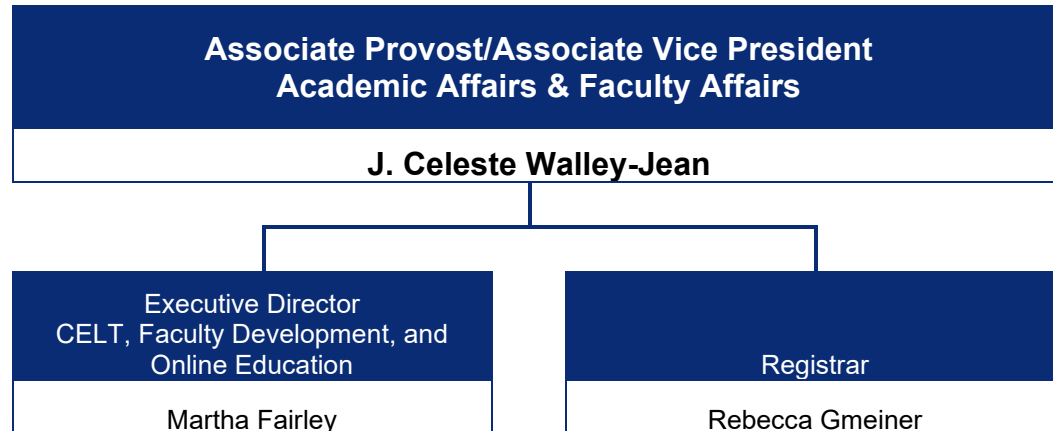 Associate Provost/Associate Vice President
Academic Affairs & Faculty Affairs
J. Celeste Walley-Jean
Executive Director
CELT, Faculty Development, and
Online Education
Martha Fairley
Registrar
Rebecca Gmeiner